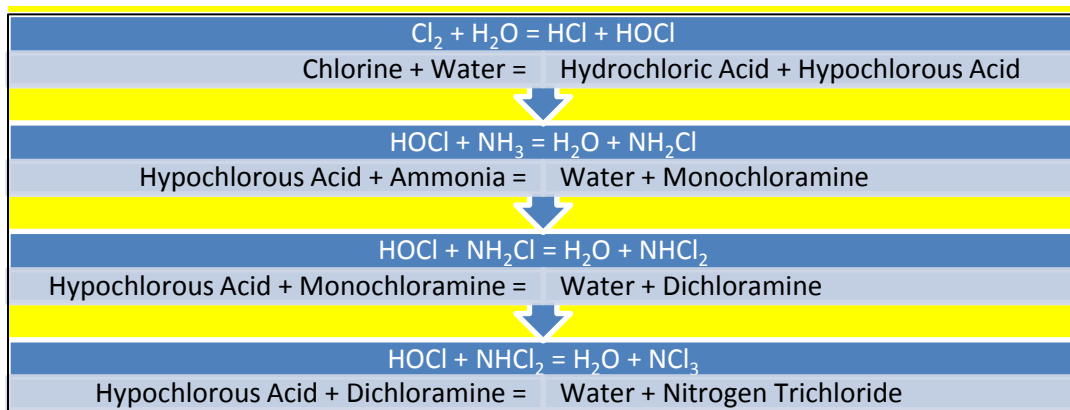 Cl₂ + H₂O = HCl + HOCl
Chlorine + Water = Hydrochloric Acid + Hypochlorous Acid
HOCl + NH₃ = H₂O + NH₂Cl
Hypochlorous Acid + Ammonia = Water + Monochloramine
HOCl + NH₂Cl = H₂O + NHCl₂
Hypochlorous Acid + Monochloramine = Water + Dichloramine
HOCl + NHCl₂ = H₂O + NCl₃
Hypochlorous Acid + Dichloramine = Water + Nitrogen Trichloride